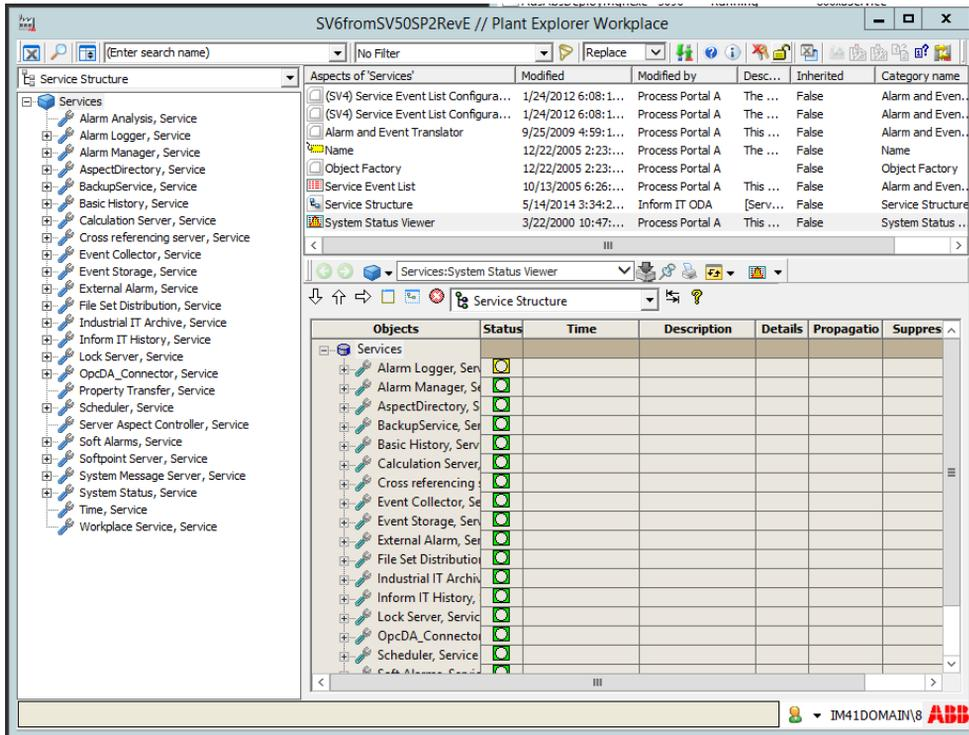 SV6fromSV50SP2RevE // Plant Explorer Workplace
(Enter search name)
No Filter
Replace
Service Structure
Services
Alarm Analysis, Service
Alarm Logger, Service
Alarm Manager, Service
AspectDirectory, Service
BackupService, Service
Basic History, Service
Calculation Server, Service
Cross referencing server, Service
Event Collector, Service
Event Storage, Service
External Alarm, Service
File Set Distribution, Service
Industrial IT Archive, Service
Inform IT History, Service
Lock Server, Service
OpcDA_Connector, Service
Property Transfer, Service
Scheduler, Service
Server Aspect Controller, Service
Soft Alarms, Service
Softpoint Server, Service
System Message Server, Service
System Status, Service
Time, Service
Workplace Service, Service
Aspects of 'Services' Modified Modified by Desc... Inherited Category name
(SV4) Service Event List Configura... 1/24/2012 6:08:1... Process Portal A The ... False Alarm and Even..
(SV4) Service Event List Configura... 1/24/2012 6:08:1... Process Portal A The ... False Alarm and Even..
Alarm and Event Translator 9/25/2009 4:59:1... Process Portal A This ... False Alarm and Even..
Name 12/22/2005 2:23:... Process Portal A The ... False Name
Object Factory 12/22/2005 2:23:... Process Portal A False Object Factory
Service Event List 10/13/2005 6:26:... Process Portal A This ... False Alarm and Even..
Service Structure 5/14/2014 3:34:2... Inform IT ODA [Serv... False Service Structure
System Status Viewer 3/22/2000 10:47:... Process Portal A This ... False System Status ..
Services:System Status Viewer
Service Structure
Objects Status Time Description Details Propagatio Suppres
Services
Alarm Logger, Serv
Alarm Manager, Se
AspectDirectory, S
BackupService, Ser
Basic History, Serv
Calculation Server,
Cross referencing s
Event Collector, Se
Event Storage, Serv
External Alarm, Ser
File Set Distribution
Industrial IT Archiv
Inform IT History,
Lock Server, Servic
OpcDA_Connector
Scheduler, Service
IM41DOMAIN\8 ABB